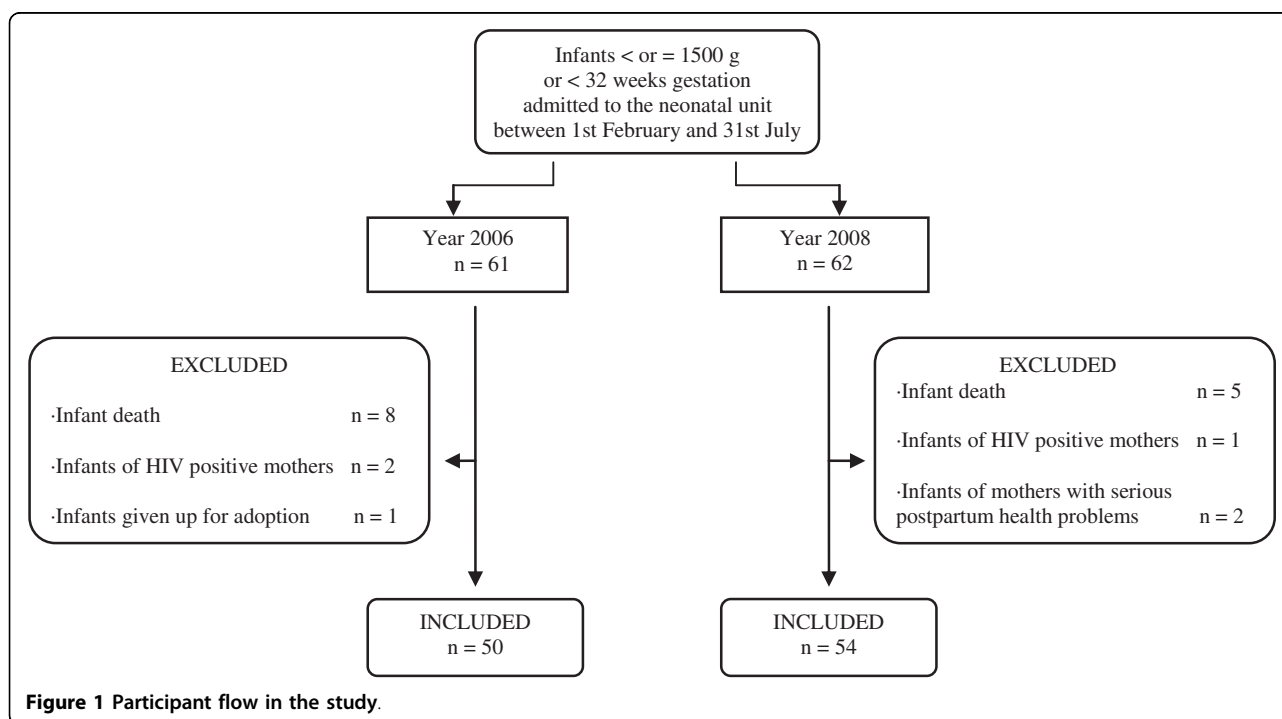 Infants < or = 1500 g
or < 32 weeks gestation
admitted to the neonatal unit
between 1st February and 31st July
Year 2006
n = 61
Year 2008
n = 62
EXCLUDED
·Infant death n = 8
·Infants of HIV positive mothers n = 2
·Infants given up for adoption n = 1
EXCLUDED
·Infant death n = 5
·Infants of HIV positive mothers n = 1
·Infants of mothers with serious
postpartum health problems n = 2
INCLUDED
n = 50
INCLUDED
n = 54
Figure 1 Participant flow in the study.